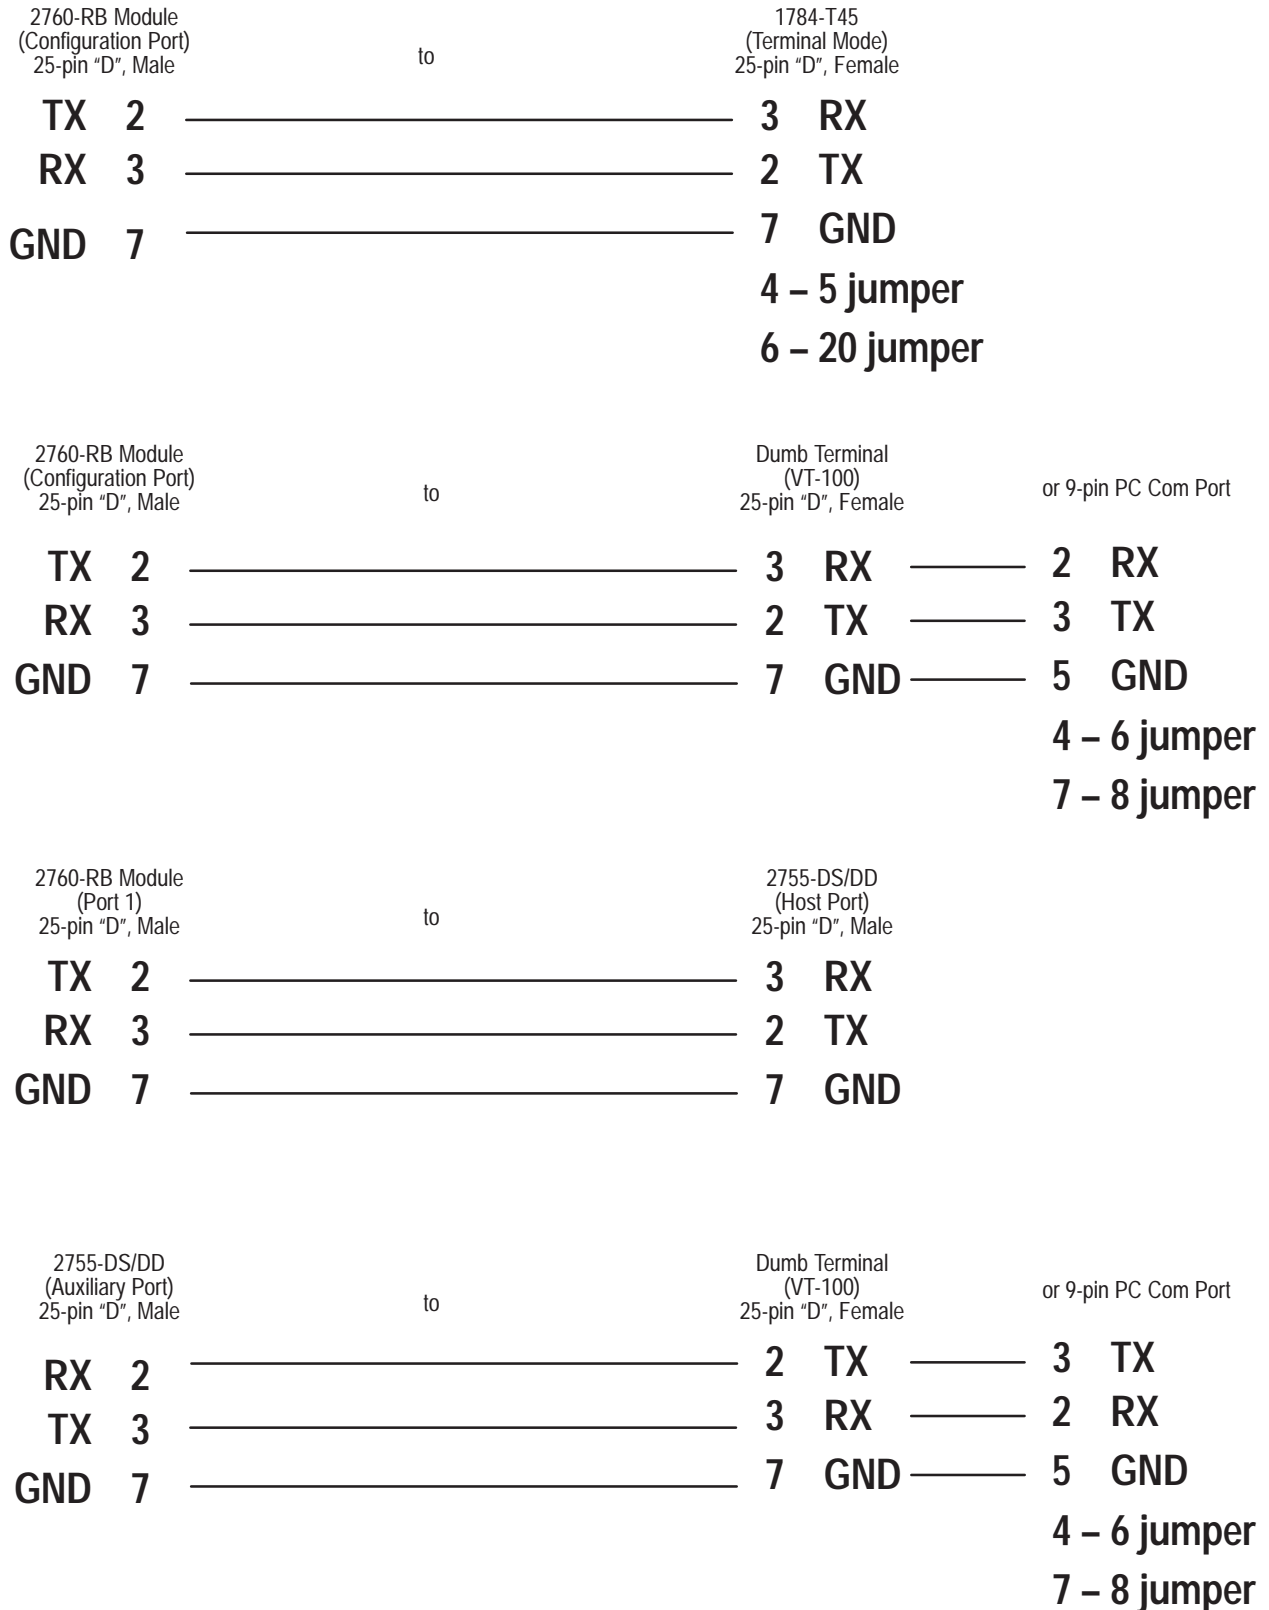 2760-RB Module
(Configuration Port)
25-pin “D”, Male
to
1784-T45
(Terminal Mode)
25-pin “D”, Female
TX 2 3 RX
RX 3 2 TX
GND 7 7 GND
4 – 5 jumper
6 – 20 jumper
2760-RB Module
(Configuration Port)
25-pin “D”, Male
to
Dumb Terminal
(VT-100)
25-pin “D”, Female
or 9-pin PC Com Port
TX 2 3 RX 2 RX
RX 3 2 TX 3 TX
GND 7 7 GND 5 GND
4 – 6 jumper
7 – 8 jumper
2760-RB Module
(Port 1)
25-pin “D”, Male
to
2755-DS/DD
(Host Port)
25-pin “D”, Male
TX 2 3 RX
RX 3 2 TX
GND 7 7 GND
2755-DS/DD
(Auxiliary Port)
25-pin “D”, Male
to
Dumb Terminal
(VT-100)
25-pin “D”, Female
or 9-pin PC Com Port
RX 2 2 TX 3 TX
TX 3 3 RX 2 RX
GND 7 7 GND 5 GND
4 – 6 jumper
7 – 8 jumper